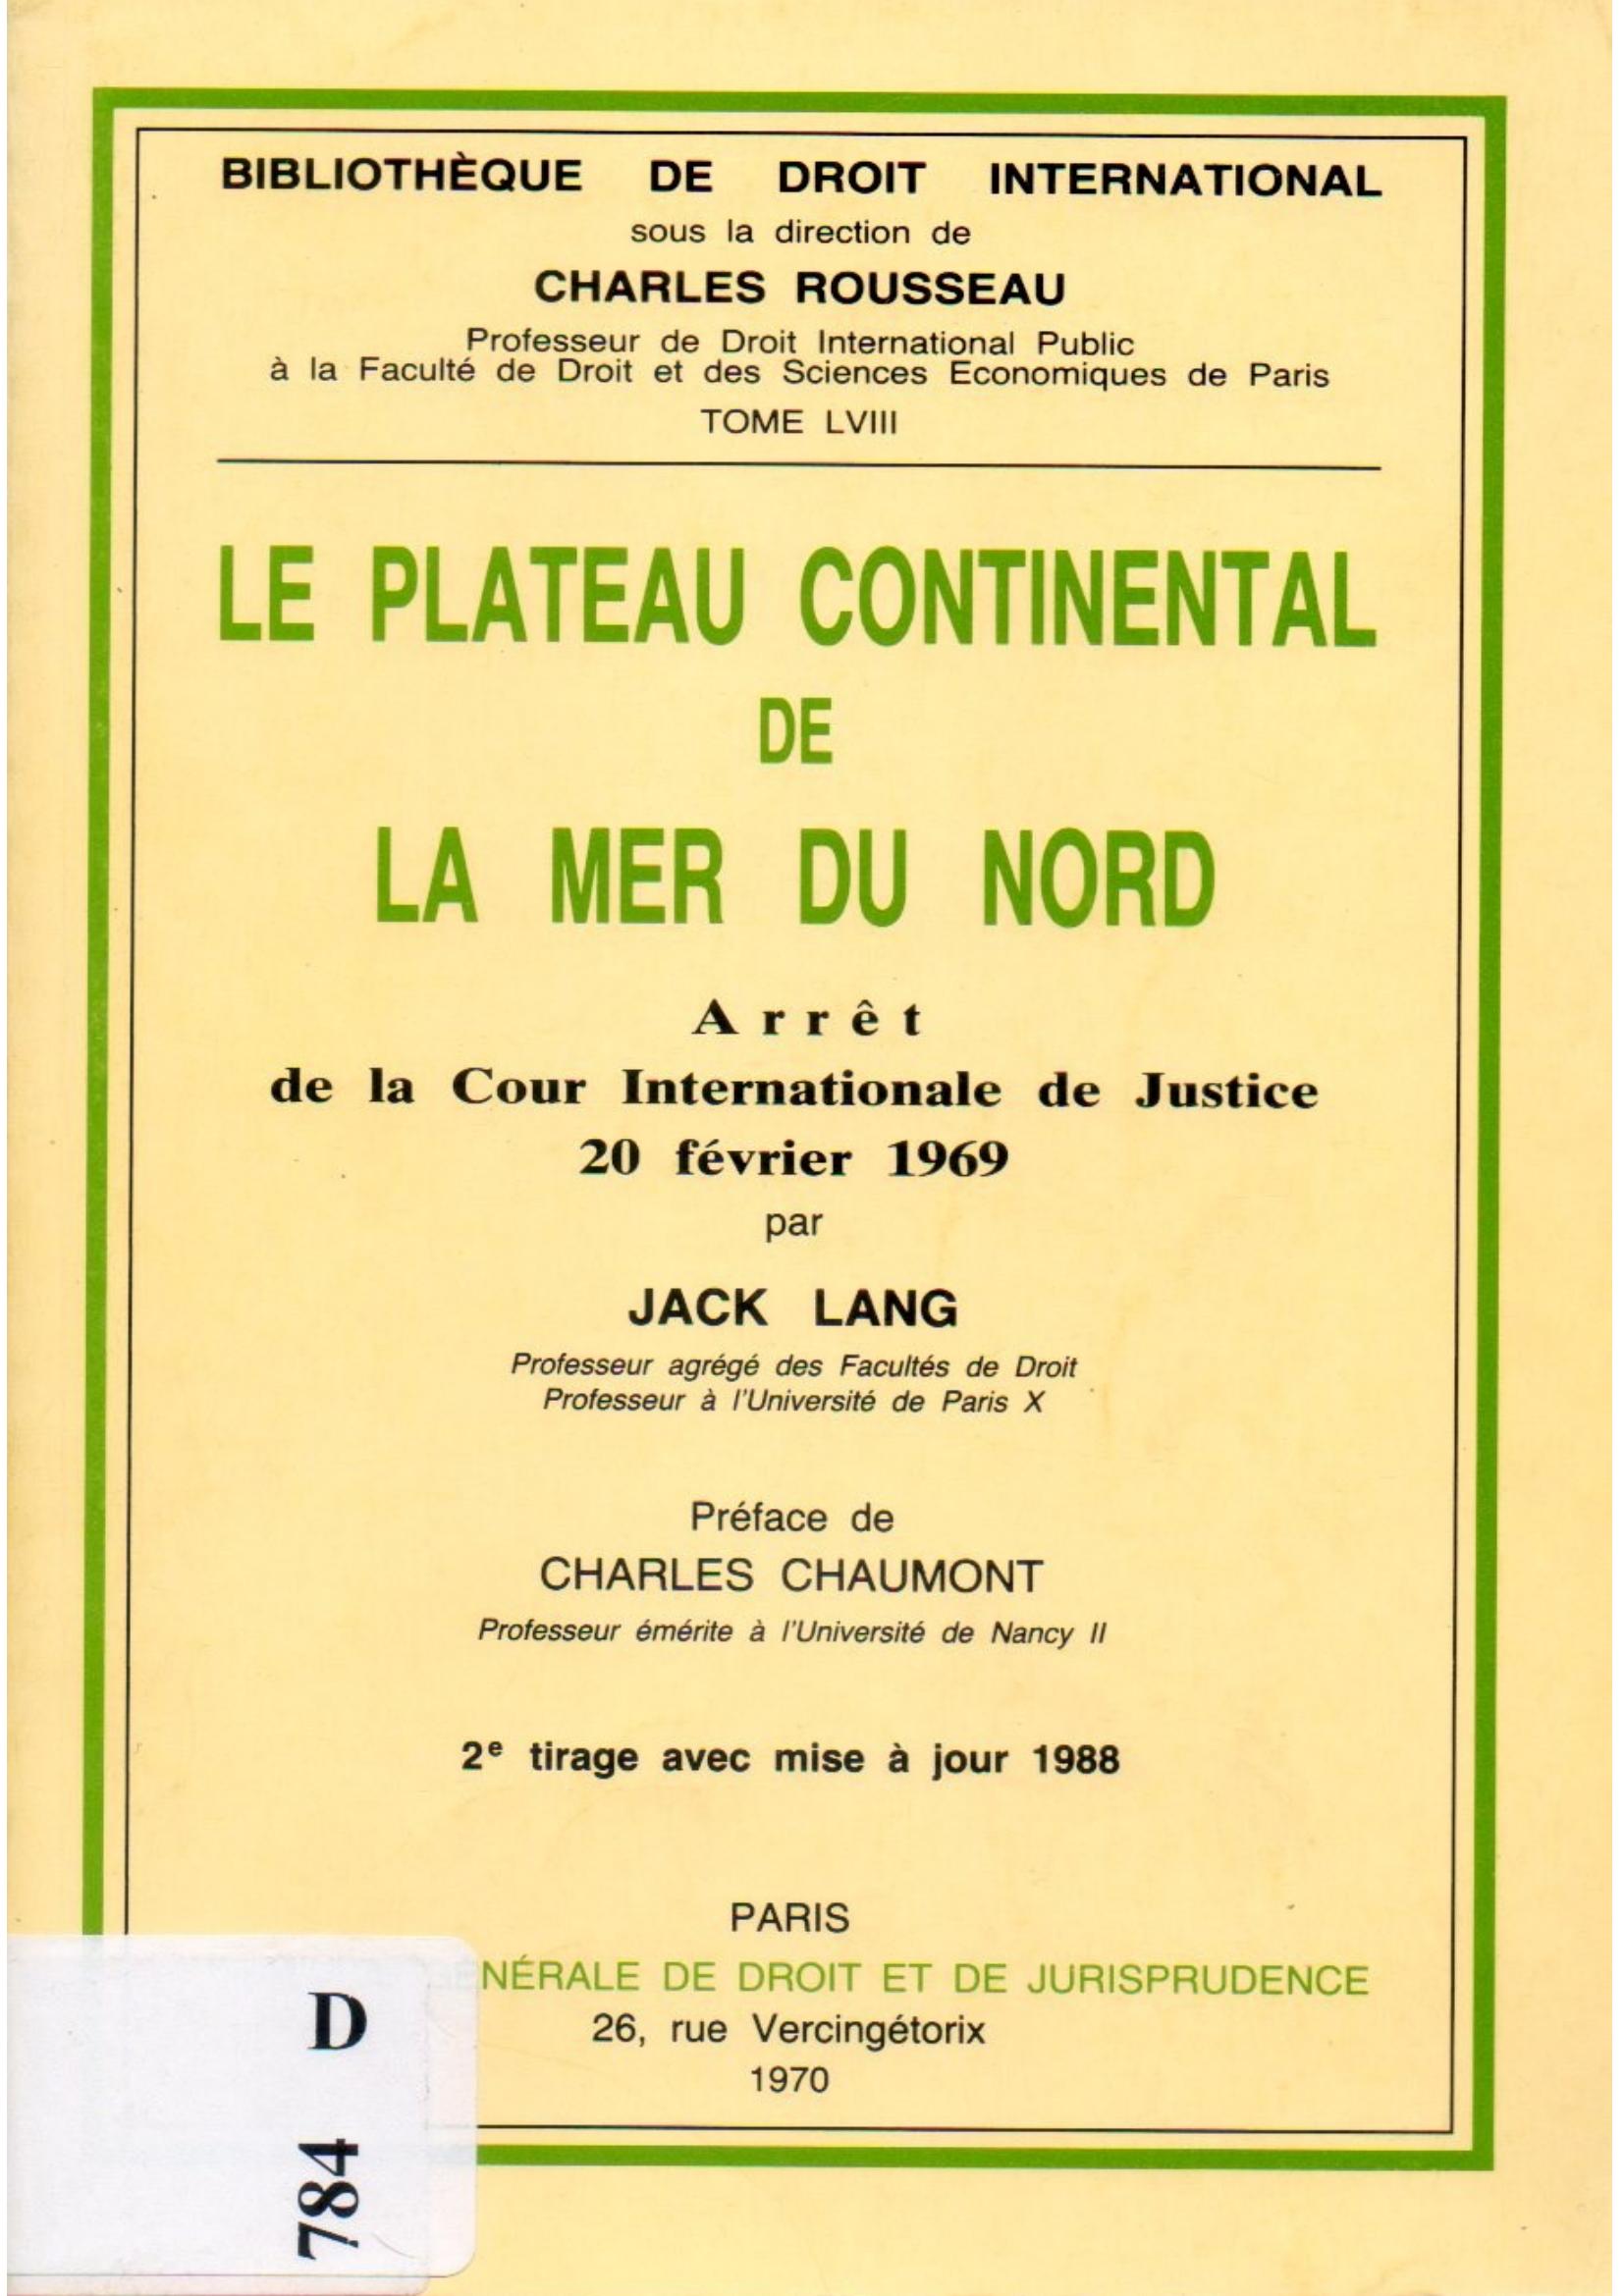 BIBLIOTHÈQUE DE DROIT INTERNATIONAL
sous la direction de
CHARLES ROUSSEAU
Professeur de Droit International Public
à la Faculté de Droit et des Sciences Economiques de Paris
TOME LVIII
LE PLATEAU CONTINENTAL
DE
LA MER DU NORD
Arrêt
de la Cour Internationale de Justice
20 février 1969
par
JACK LANG
Professeur agrégé des Facultés de Droit
Professeur à l'Université de Paris X
Préface de
CHARLES CHAUMONT
Professeur émérite à l'Université de Nancy II
2e tirage avec mise à jour 1988
PARIS
GÉNÉRALE DE DROIT ET DE JURISPRUDENCE
26, rue Vercingétorix
1970
D
784